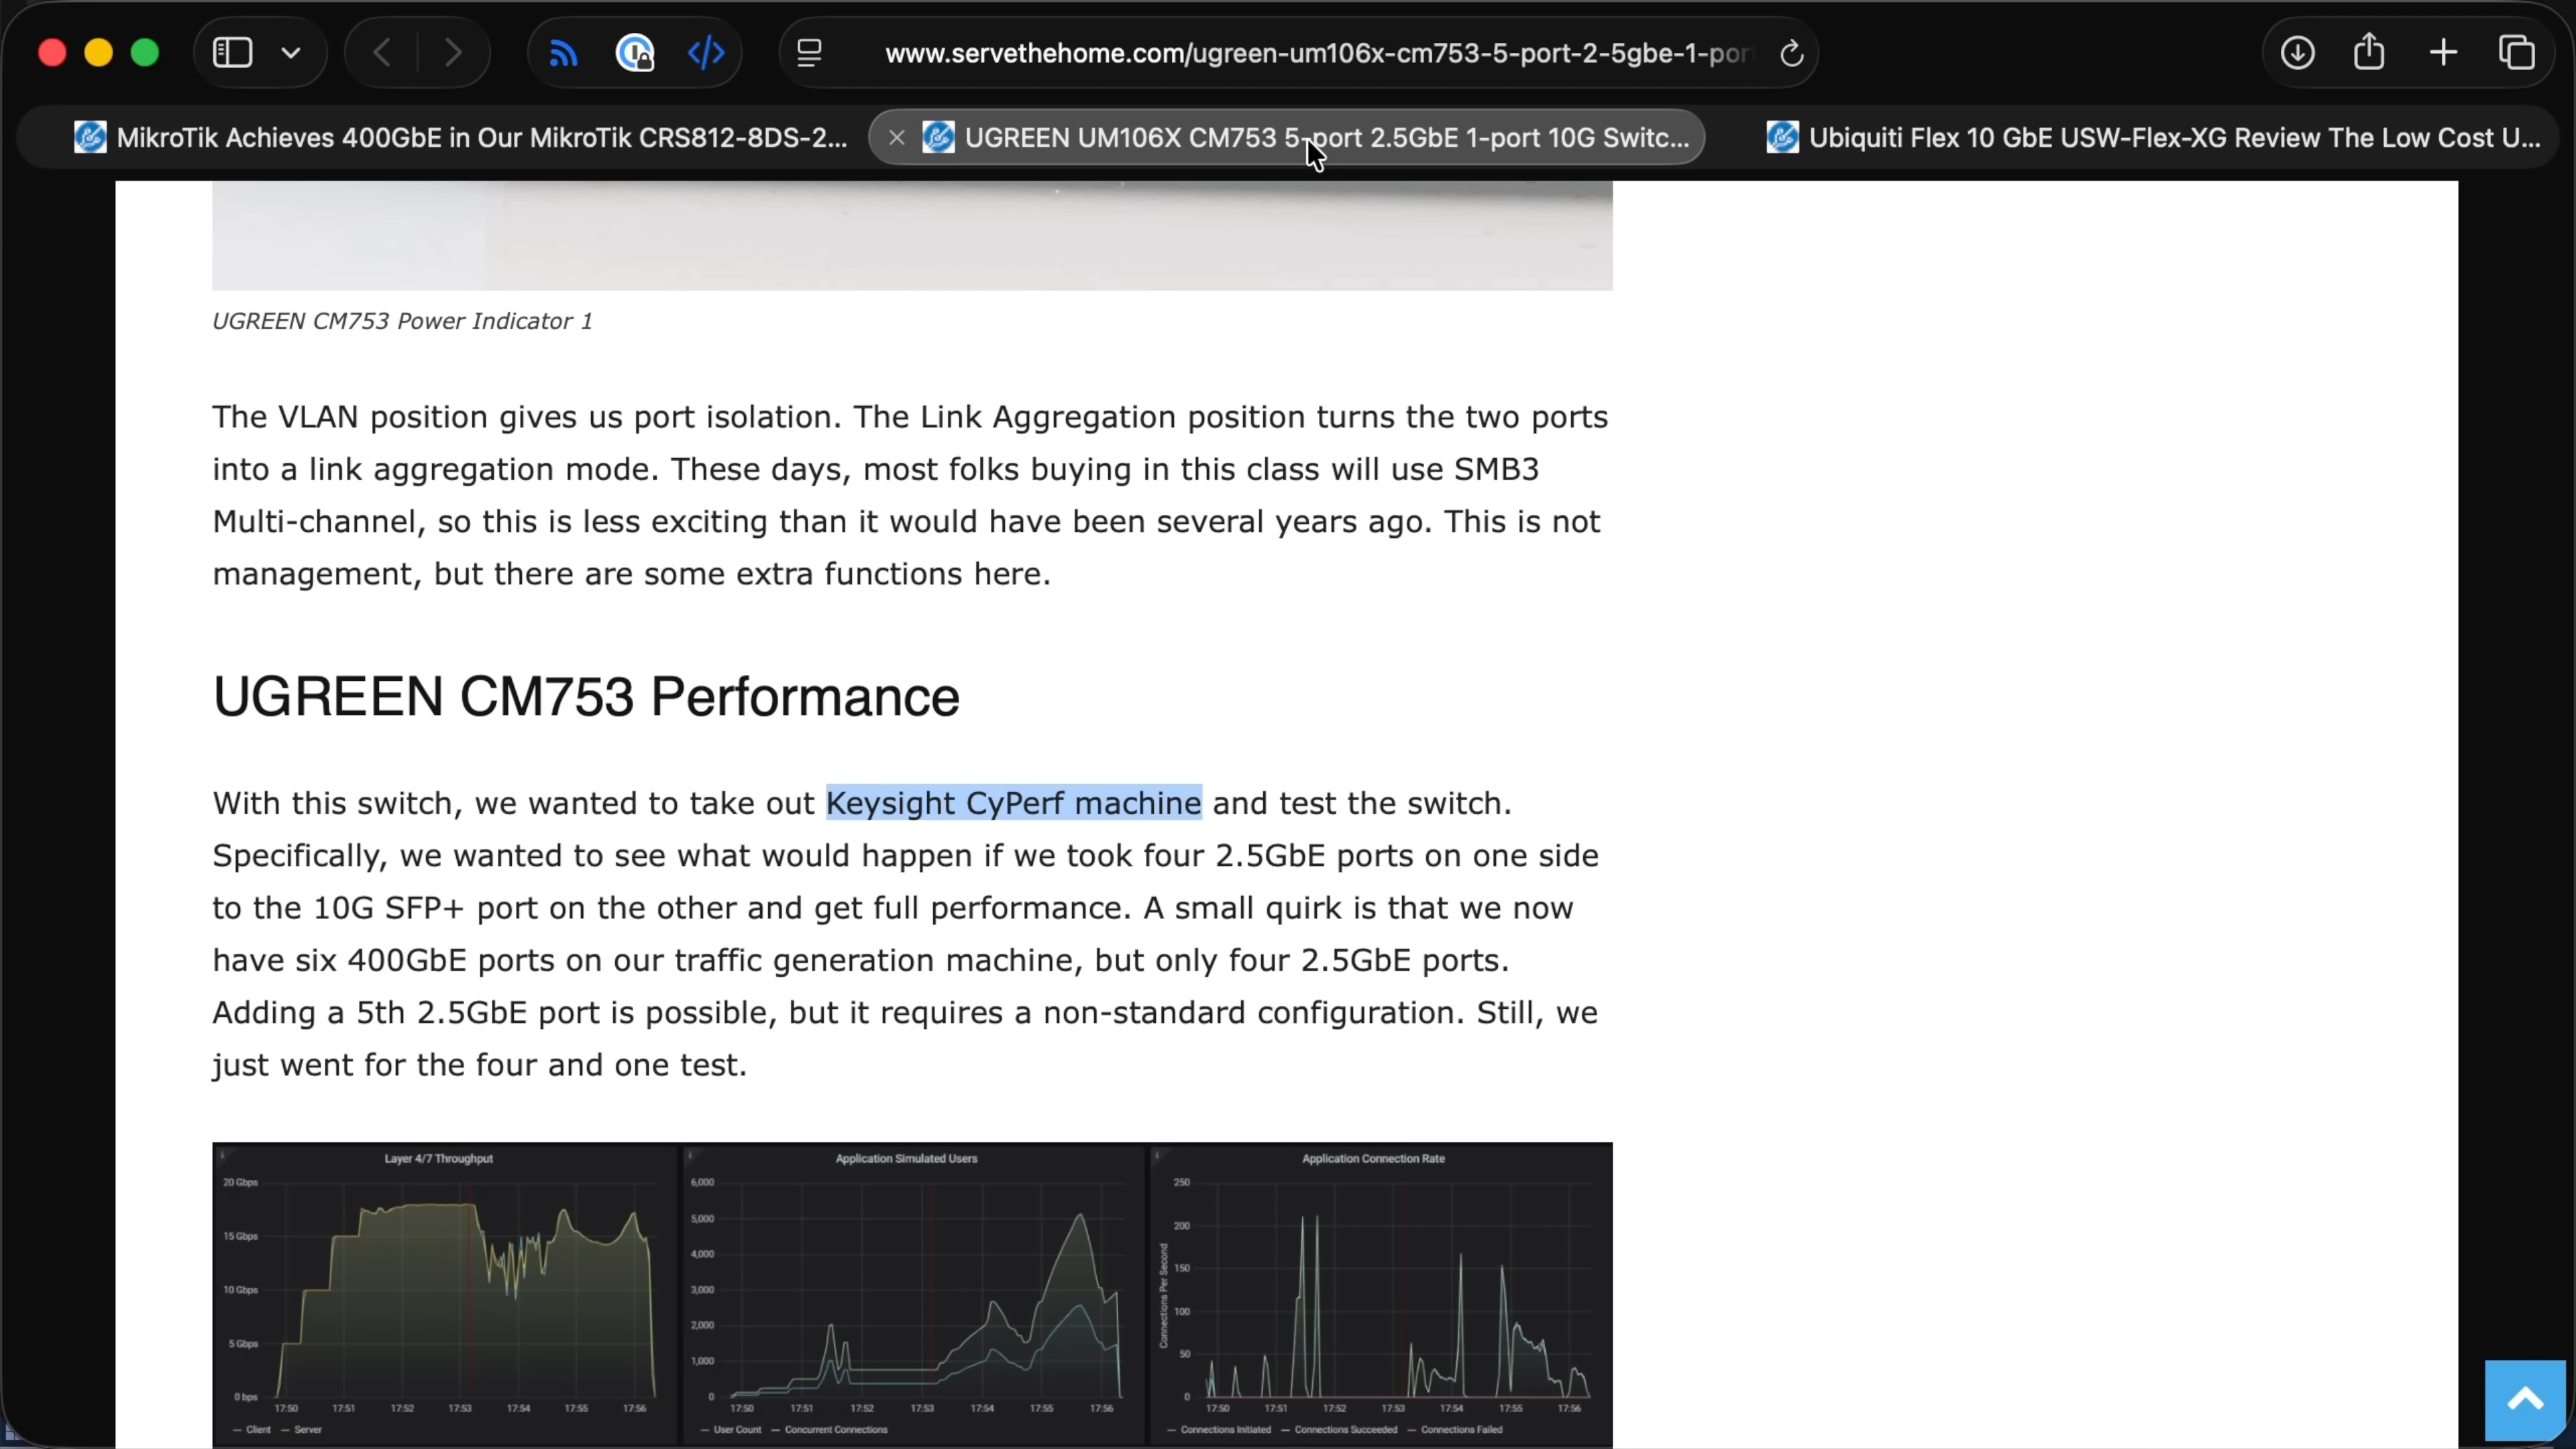 www.servethehome.com/ugreen-um106x-cm753-5-port-2-5gbe-1-por
MikroTik Achieves 400GbE in Our MikroTik CRS812-8DS-2...
UGREEN UM106X CM753 5-port 2.5GbE 1-port 10G Switc...
Ubiquiti Flex 10 GbE USW-Flex-XG Review The Low Cost U...
UGREEN CM753 Power Indicator 1
The VLAN position gives us port isolation. The Link Aggregation position turns the two ports
into a link aggregation mode. These days, most folks buying in this class will use SMB3
Multi-channel, so this is less exciting than it would have been several years ago. This is not
management, but there are some extra functions here.
UGREEN CM753 Performance
With this switch, we wanted to take out Keysight CyPerf machine and test the switch.
Specifically, we wanted to see what would happen if we took four 2.5GbE ports on one side
to the 10G SFP+ port on the other and get full performance. A small quirk is that we now
have six 400GbE ports on our traffic generation machine, but only four 2.5GbE ports.
Adding a 5th 2.5GbE port is possible, but it requires a non-standard configuration. Still, we
just went for the four and one test.
Layer 4/7 Throughput
20 Gbps
15 Gbps
10 Gbps
5 Gbps
0 bps
17:50 17:51 17:52 17:53 17:54 17:55 17:56
Client Server
Application Simulated Users
6,000
5,000
4,000
3,000
2,000
1,000
0
17:50 17:51 17:52 17:53 17:54 17:55 17:56
User Count Concurrent Connections
Application Connection Rate
Connections Per Second
250
200
150
100
50
0
17:50 17:51 17:52 17:53 17:54 17:55 17:56
Connections Initiated Connections Succeeded Connections Failed